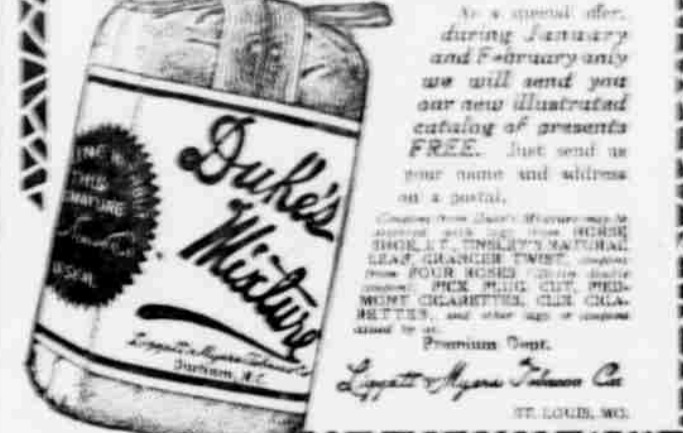 As a special offer,
during January
and February only
we will send you
our new illustrated
catalog of presents
FREE. Just send us
your name and address
on a postal.
Coupons from Duke's Mixture may be
assorted with tags from HORSE
SHOE, J. T., TINSLEY'S NATURAL
LEAF, GRANGER TWIST, coupons
from FOUR ROSES
PICK PLUG CUT, PIED-
MONT CIGARETTES, CLIX CIGA-
RETTES, and other tags or coupons
issued by us.
Premium Dept.
Liggett & Myers Tobacco Co.
ST. LOUIS, MO.
Duke's
Mixture
Liggett & Myers Tobacco Co.
Durham, N.C.
THIS